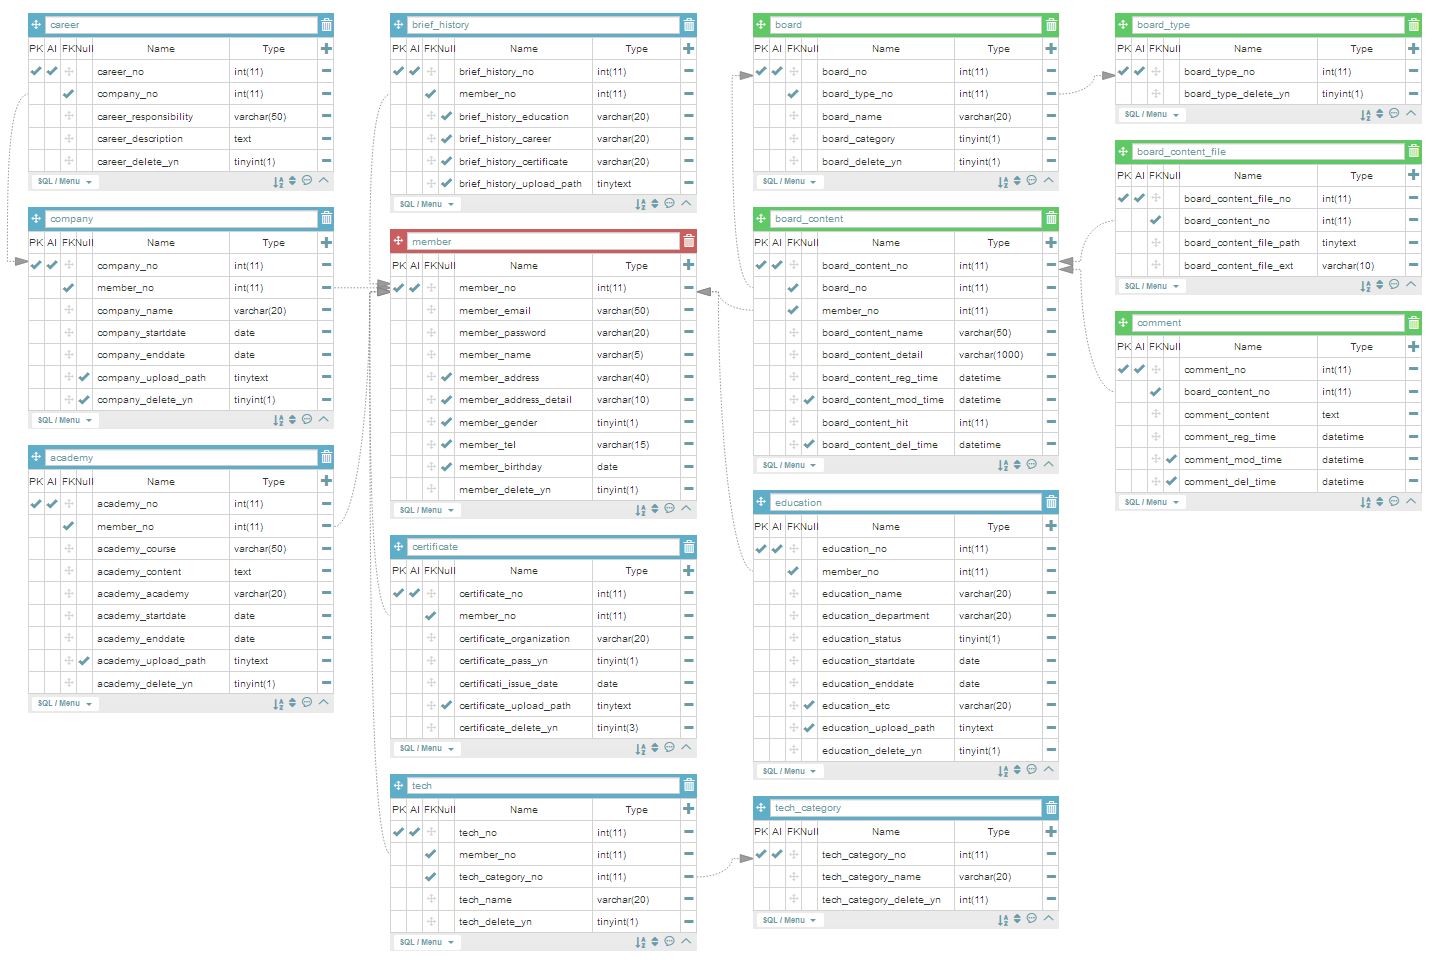 career
PK AI FK Null Name Type
career_no int(11)
company_no int(11)
career_responsibility varchar(50)
career_description text
career_delete_yn tinyint(1)
SQL / Menu
company
PK AI FK Null Name Type
company_no int(11)
member_no int(11)
company_name varchar(20)
company_startdate date
company_enddate date
company_upload_path tinytext
company_delete_yn tinyint(1)
SQL / Menu
academy
PK AI FK Null Name Type
academy_no int(11)
member_no int(11)
academy_course varchar(50)
academy_content text
academy_academy varchar(20)
academy_startdate date
academy_enddate date
academy_upload_path tinytext
academy_delete_yn tinyint(1)
SQL / Menu
brief_history
PK AI FK Null Name Type
brief_history_no int(11)
member_no int(11)
brief_history_education varchar(20)
brief_history_career varchar(20)
brief_history_certificate varchar(20)
brief_history_upload_path tinytext
SQL / Menu
member
PK AI FK Null Name Type
member_no int(11)
member_email varchar(50)
member_password varchar(20)
member_name varchar(5)
member_address varchar(40)
member_address_detail varchar(10)
member_gender tinyint(1)
member_tel varchar(15)
member_birthday date
member_delete_yn tinyint(1)
SQL / Menu
certificate
PK AI FK Null Name Type
certificate_no int(11)
member_no int(11)
certificate_organization varchar(20)
certificate_pass_yn tinyint(1)
certificati_issue_date date
certificate_upload_path tinytext
certificate_delete_yn tinyint(3)
SQL / Menu
tech
PK AI FK Null Name Type
tech_no int(11)
member_no int(11)
tech_category_no int(11)
tech_name varchar(20)
tech_delete_yn tinyint(1)
SQL / Menu
board
PK AI FK Null Name Type
board_no int(11)
board_type_no int(11)
board_name varchar(20)
board_category tinyint(1)
board_delete_yn tinyint(1)
SQL / Menu
board_content
PK AI FK Null Name Type
board_content_no int(11)
board_no int(11)
member_no int(11)
board_content_name varchar(50)
board_content_detail varchar(1000)
board_content_reg_time datetime
board_content_mod_time datetime
board_content_hit int(11)
board_content_del_time datetime
SQL / Menu
education
PK AI FK Null Name Type
education_no int(11)
member_no int(11)
education_name varchar(20)
education_department varchar(20)
education_status tinyint(1)
education_startdate date
education_enddate date
education_etc varchar(20)
education_upload_path tinytext
education_delete_yn tinyint(1)
SQL / Menu
tech_category
PK AI FK Null Name Type
tech_category_no int(11)
tech_category_name varchar(20)
tech_category_delete_yn int(11)
SQL / Menu
board_type
PK AI FK Null Name Type
board_type_no int(11)
board_type_delete_yn tinyint(1)
SQL / Menu
board_content_file
PK AI FK Null Name Type
board_content_file_no int(11)
board_content_no int(11)
board_content_file_path tinytext
board_content_file_ext varchar(10)
SQL / Menu
comment
PK AI FK Null Name Type
comment_no int(11)
board_content_no int(11)
comment_content text
comment_reg_time datetime
comment_mod_time datetime
comment_del_time datetime
SQL / Menu